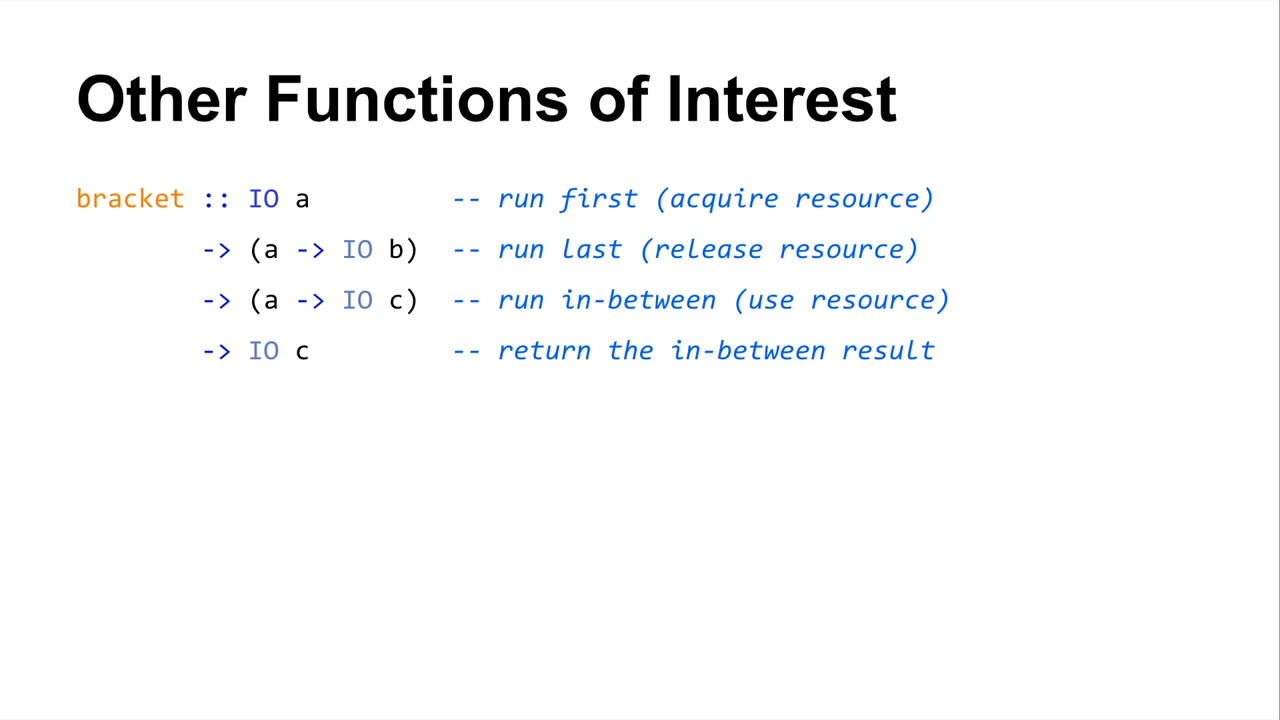 Other Functions of Interest
bracket :: IO a -- run first (acquire resource)
-> (a -> IO b) -- run last (release resource)
-> (a -> IO c) -- run in-between (use resource)
-> IO c -- return the in-between result